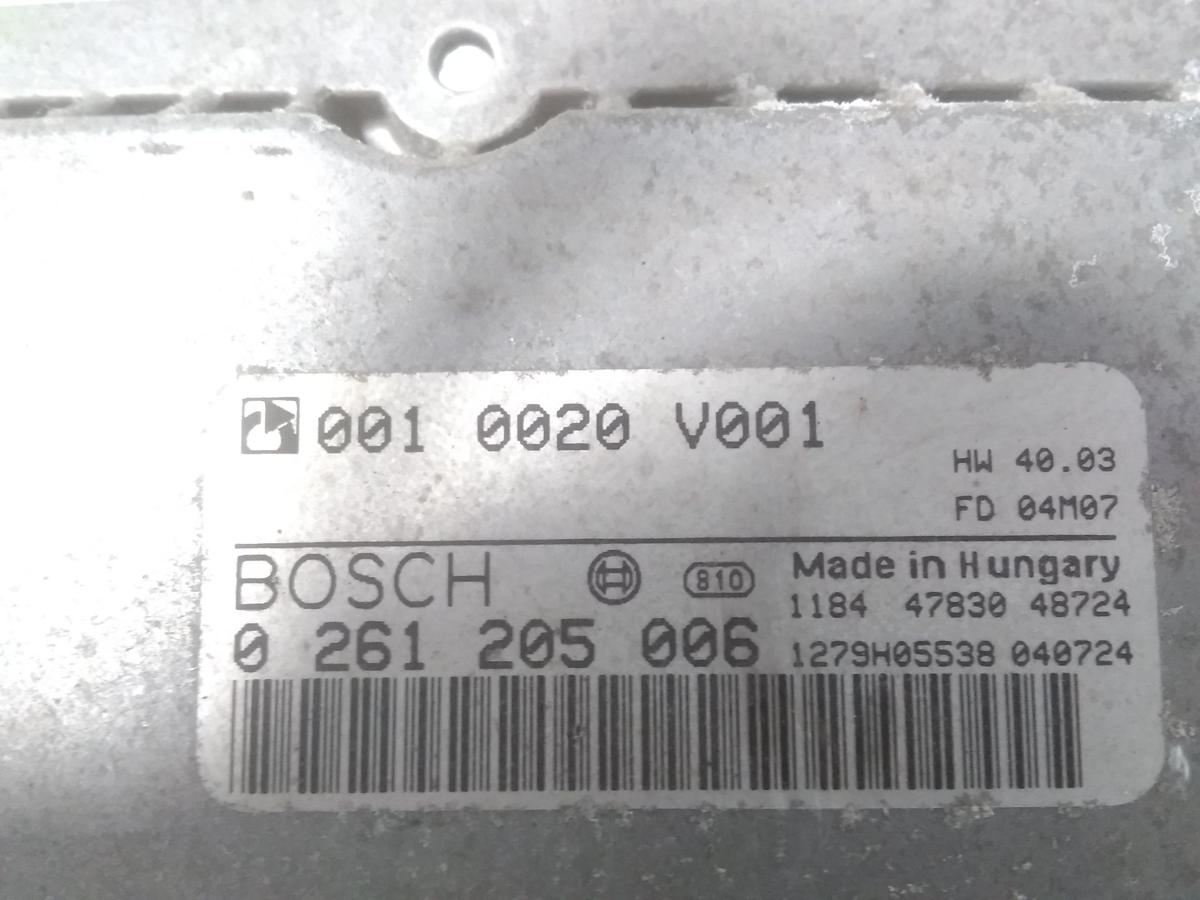 001 0020 V001
HW 40.03
FD 04M07
BOSCH 810 Made in Hungary
1184 47830 48724
0 261 205 006 1279H05538 040724